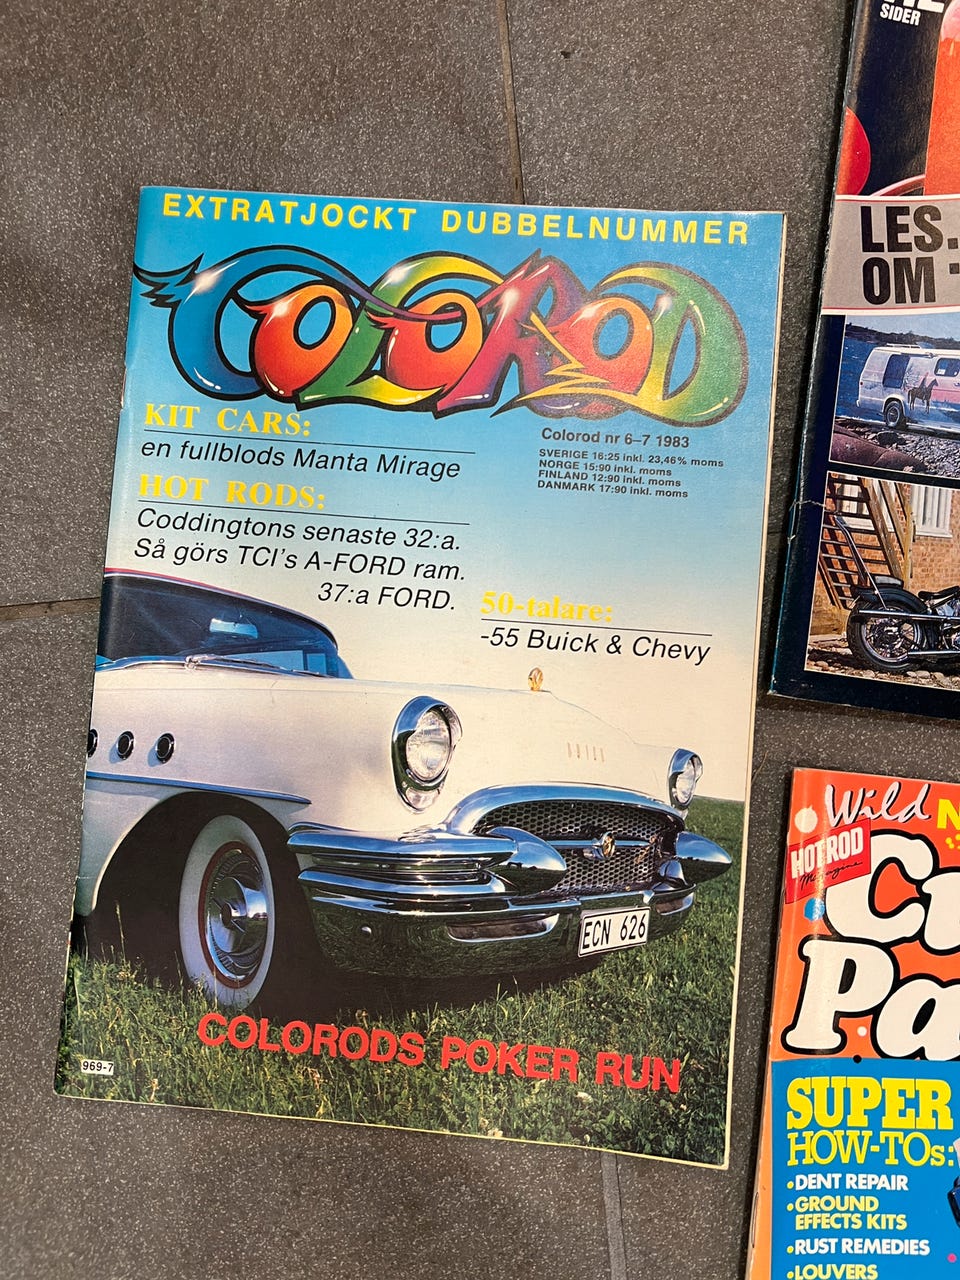 EXTRATJOCKT DUBBELNUMMER
COLOROD
KIT CARS:
en fullblods Manta Mirage
HOT RODS:
Coddingtons senaste 32:a.
Så görs TCI's A-FORD ram.
37:a FORD.
Colorod nr 6–7 1983
SVERIGE 16:25 inkl. 23,46% moms
NORGE 15:90 inkl. moms
FINLAND 12:90 inkl. moms
DANMARK 17:90 inkl. moms
50-talare:
-55 Buick & Chevy
BUICK
ECN 626
COLORODS POKER RUN
969-7
SIDER
LES.
OM
Wild
HOT ROD
Magazine
SUPER
HOW-TOs:
•DENT REPAIR
•GROUND
EFFECTS KITS
•RUST REMEDIES
•LOUVERS